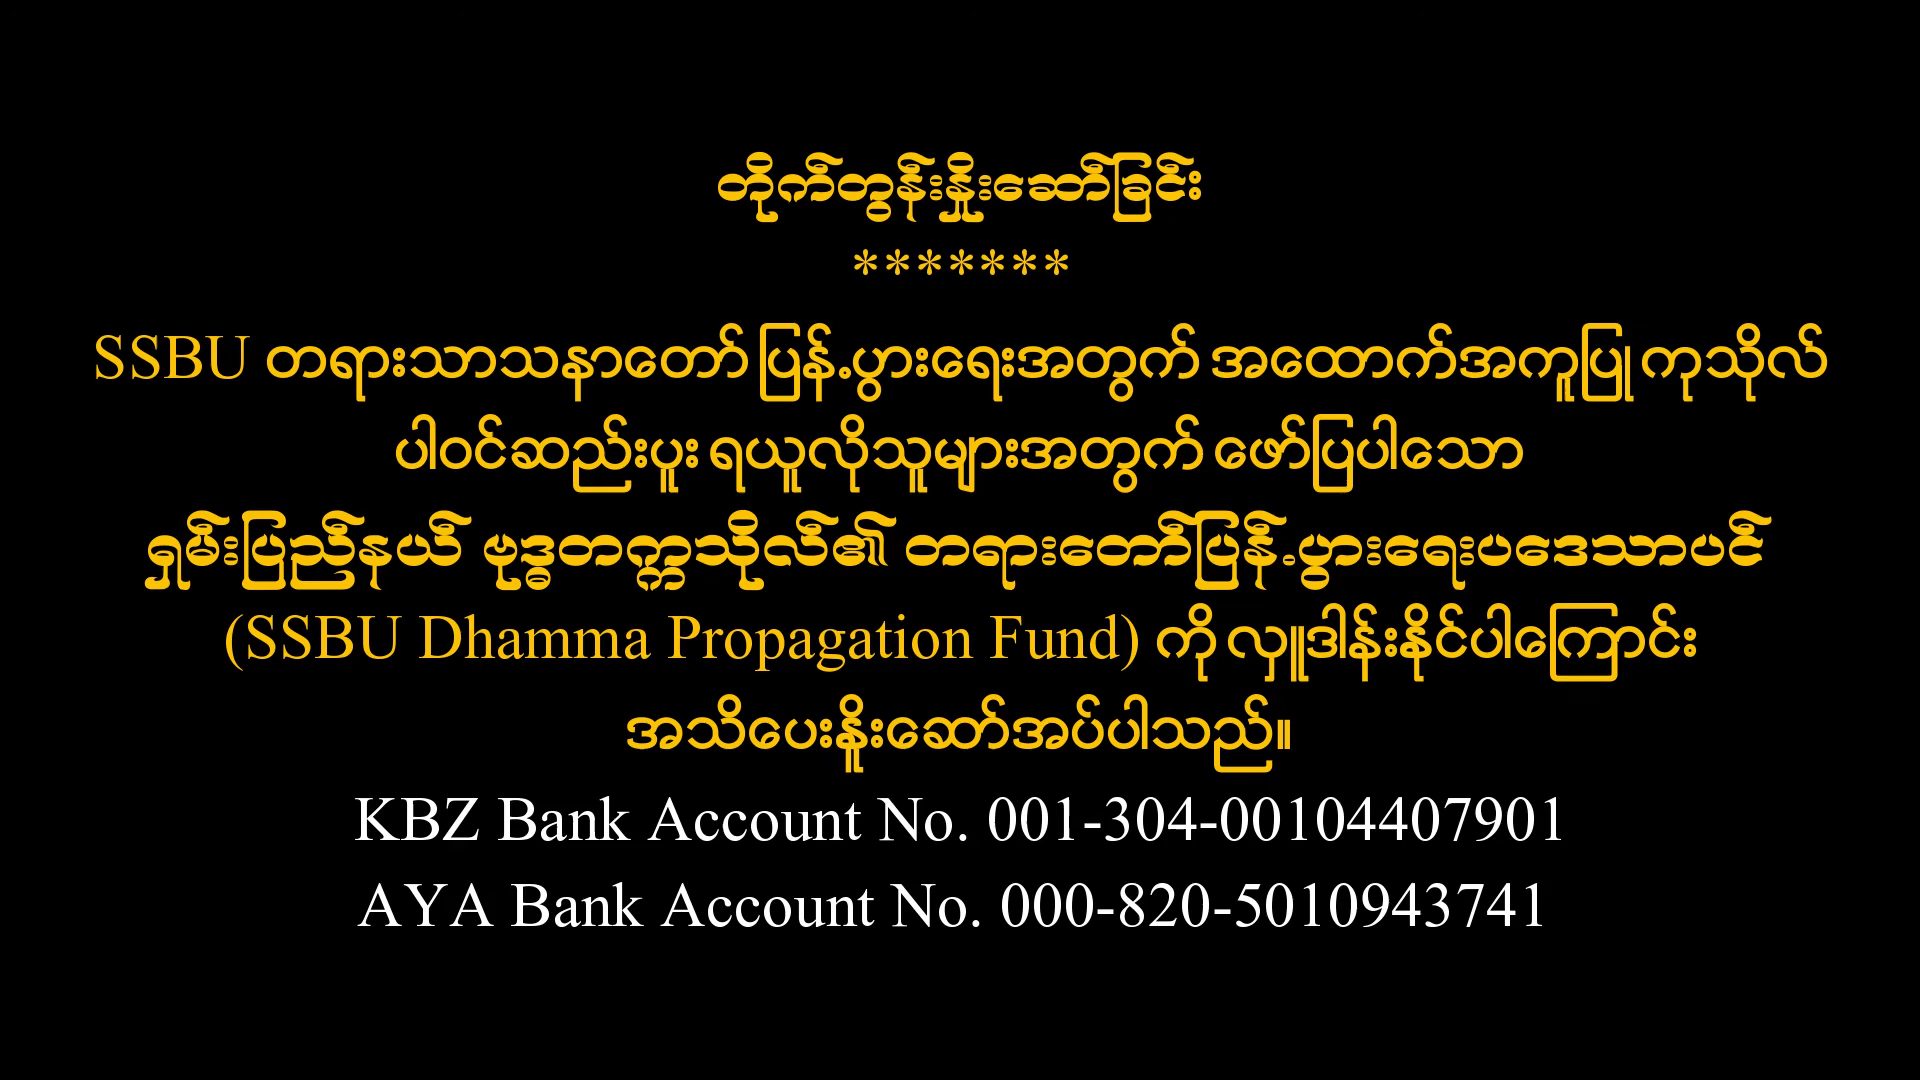 တိုက်တွန်းနှိုးဆော်ခြင်း
*******
SSBU တရားသာသနာတော် ပြန့်ပွားရေးအတွက် အထောက်အကူပြု ကုသိုလ်
ပါဝင်ဆည်းပူး ရယူလိုသူများအတွက် ဖော်ပြပါသော
ရှမ်းပြည်နယ် ဗုဒ္ဓတက္ကသိုလ်၏ တရားတော်ပြန့်ပွားရေးပဒေသာပင်
(SSBU Dhamma Propagation Fund) ကို လှူဒါန်းနိုင်ပါကြောင်း
အသိပေးနှိုးဆော်အပ်ပါသည်။
KBZ Bank Account No. 001-304-00104407901
AYA Bank Account No. 000-820-5010943741